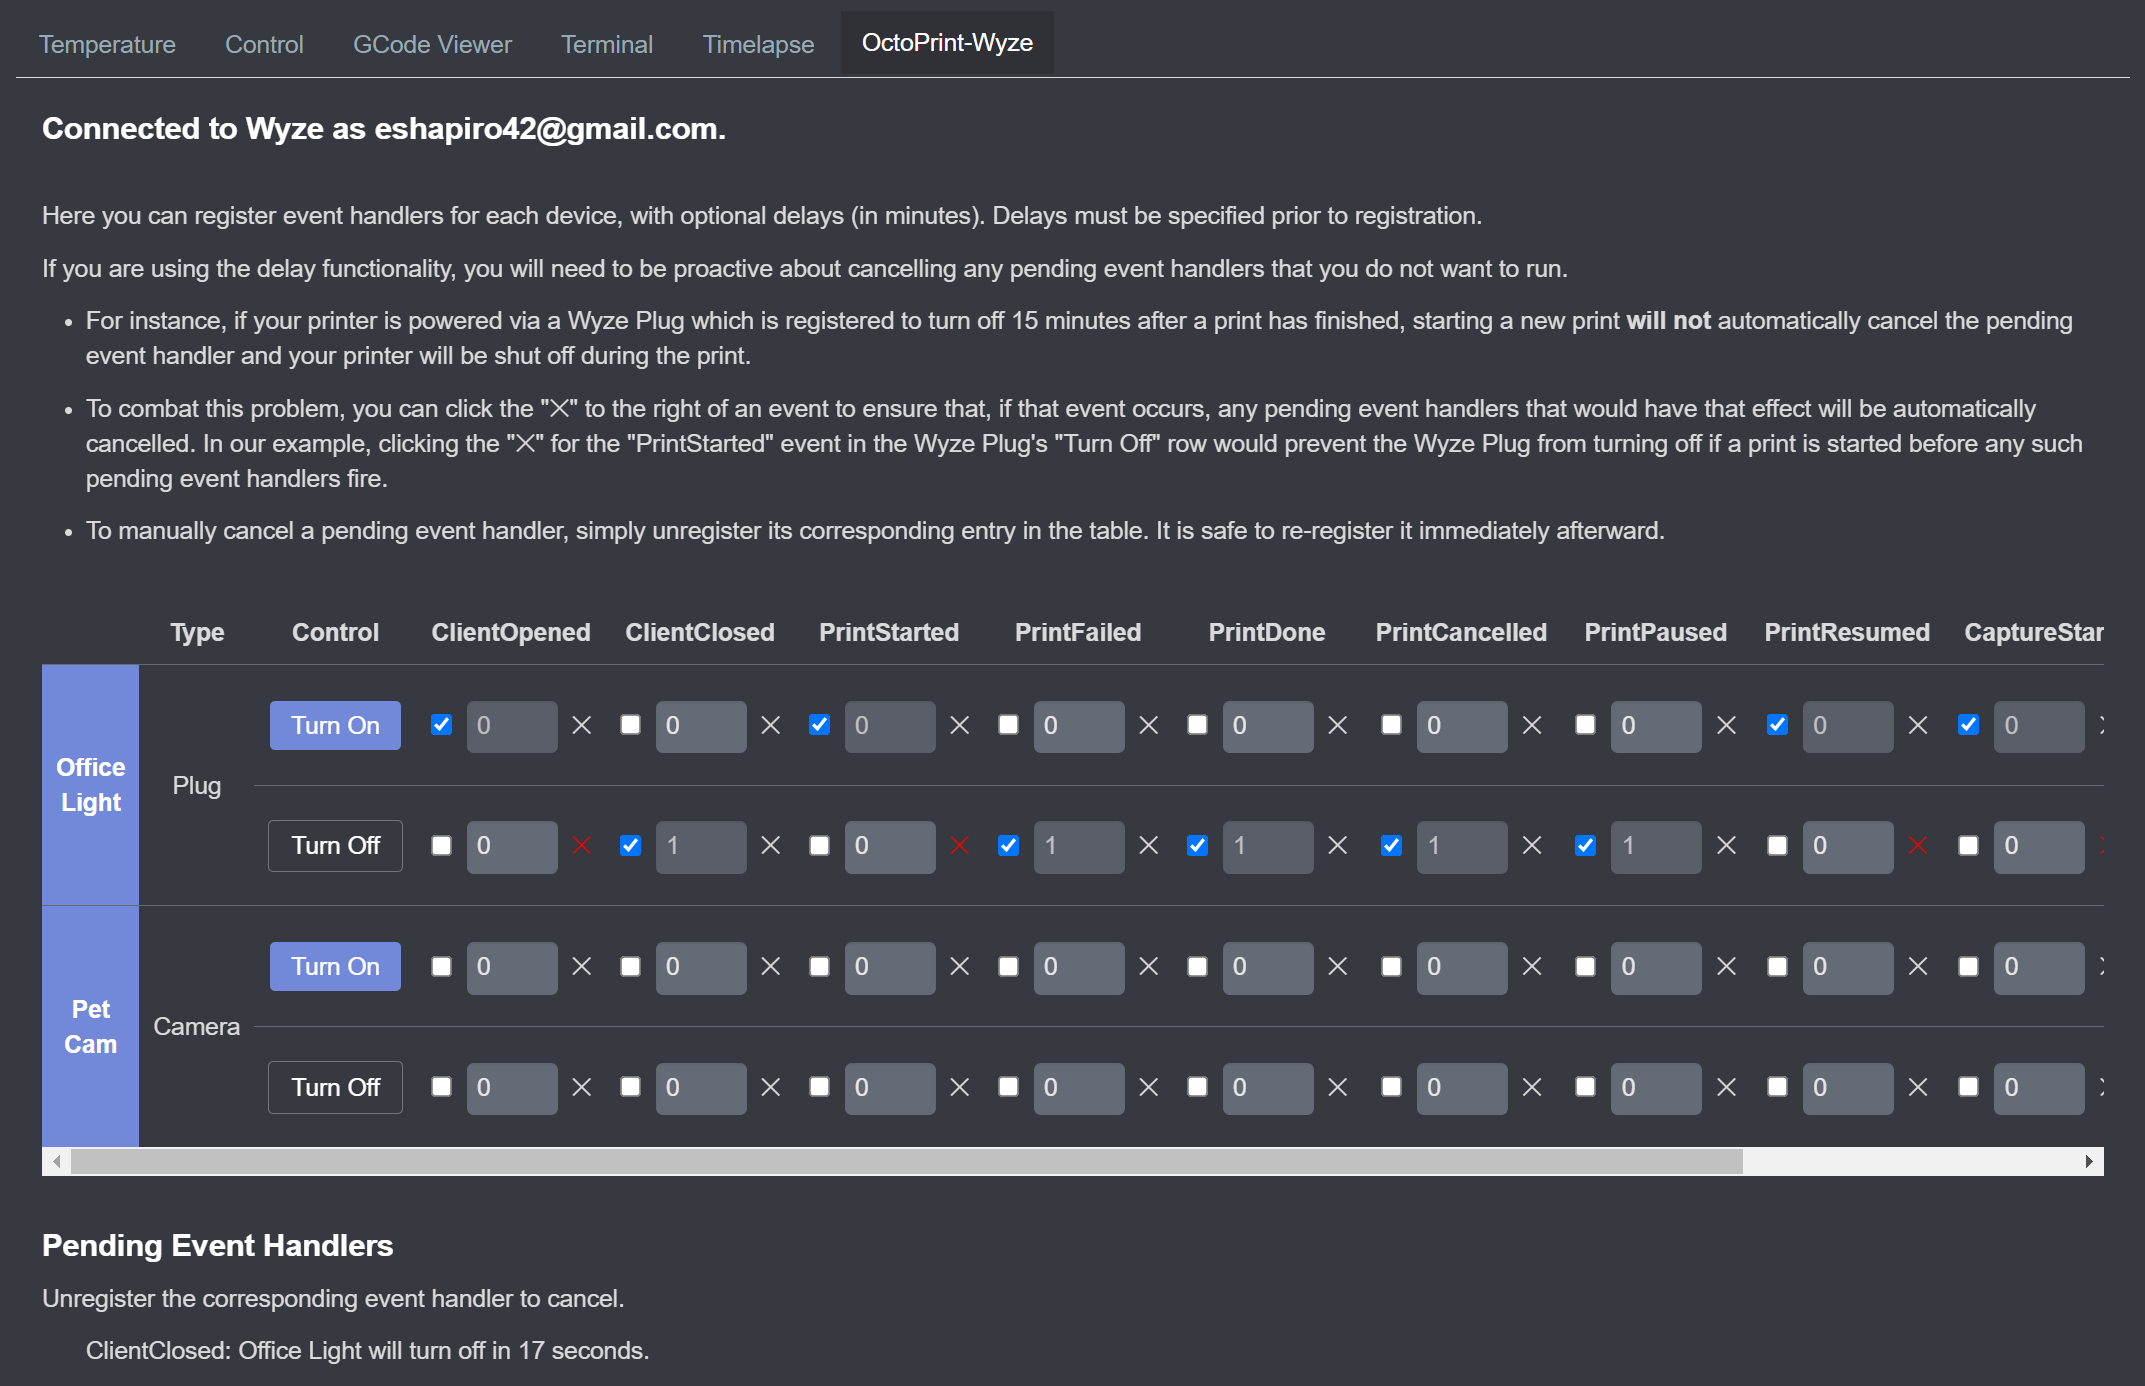 Temperature Control GCode Viewer Terminal Timelapse OctoPrint-Wyze
Connected to Wyze as eshapiro42@gmail.com.
Here you can register event handlers for each device, with optional delays (in minutes). Delays must be specified prior to registration.
If you are using the delay functionality, you will need to be proactive about cancelling any pending event handlers that you do not want to run.
• For instance, if your printer is powered via a Wyze Plug which is registered to turn off 15 minutes after a print has finished, starting a new print will not automatically cancel the pending
event handler and your printer will be shut off during the print.
• To combat this problem, you can click the "✕" to the right of an event to ensure that, if that event occurs, any pending event handlers that would have that effect will be automatically
cancelled. In our example, clicking the "✕" for the "PrintStarted" event in the Wyze Plug's "Turn Off" row would prevent the Wyze Plug from turning off if a print is started before any such
pending event handlers fire.
• To manually cancel a pending event handler, simply unregister its corresponding entry in the table. It is safe to re-register it immediately afterward.
Type Control ClientOpened ClientClosed PrintStarted PrintFailed PrintDone PrintCancelled PrintPaused PrintResumed CaptureStar
Turn On 0 0 0 0 0 0 0 0 0
Office
Light
Plug
Turn Off 0 1 0 1 1 1 1 0 0
Turn On 0 0 0 0 0 0 0 0 0
Pet
Cam
Camera
Turn Off 0 0 0 0 0 0 0 0 0
Pending Event Handlers
Unregister the corresponding event handler to cancel.
ClientClosed: Office Light will turn off in 17 seconds.